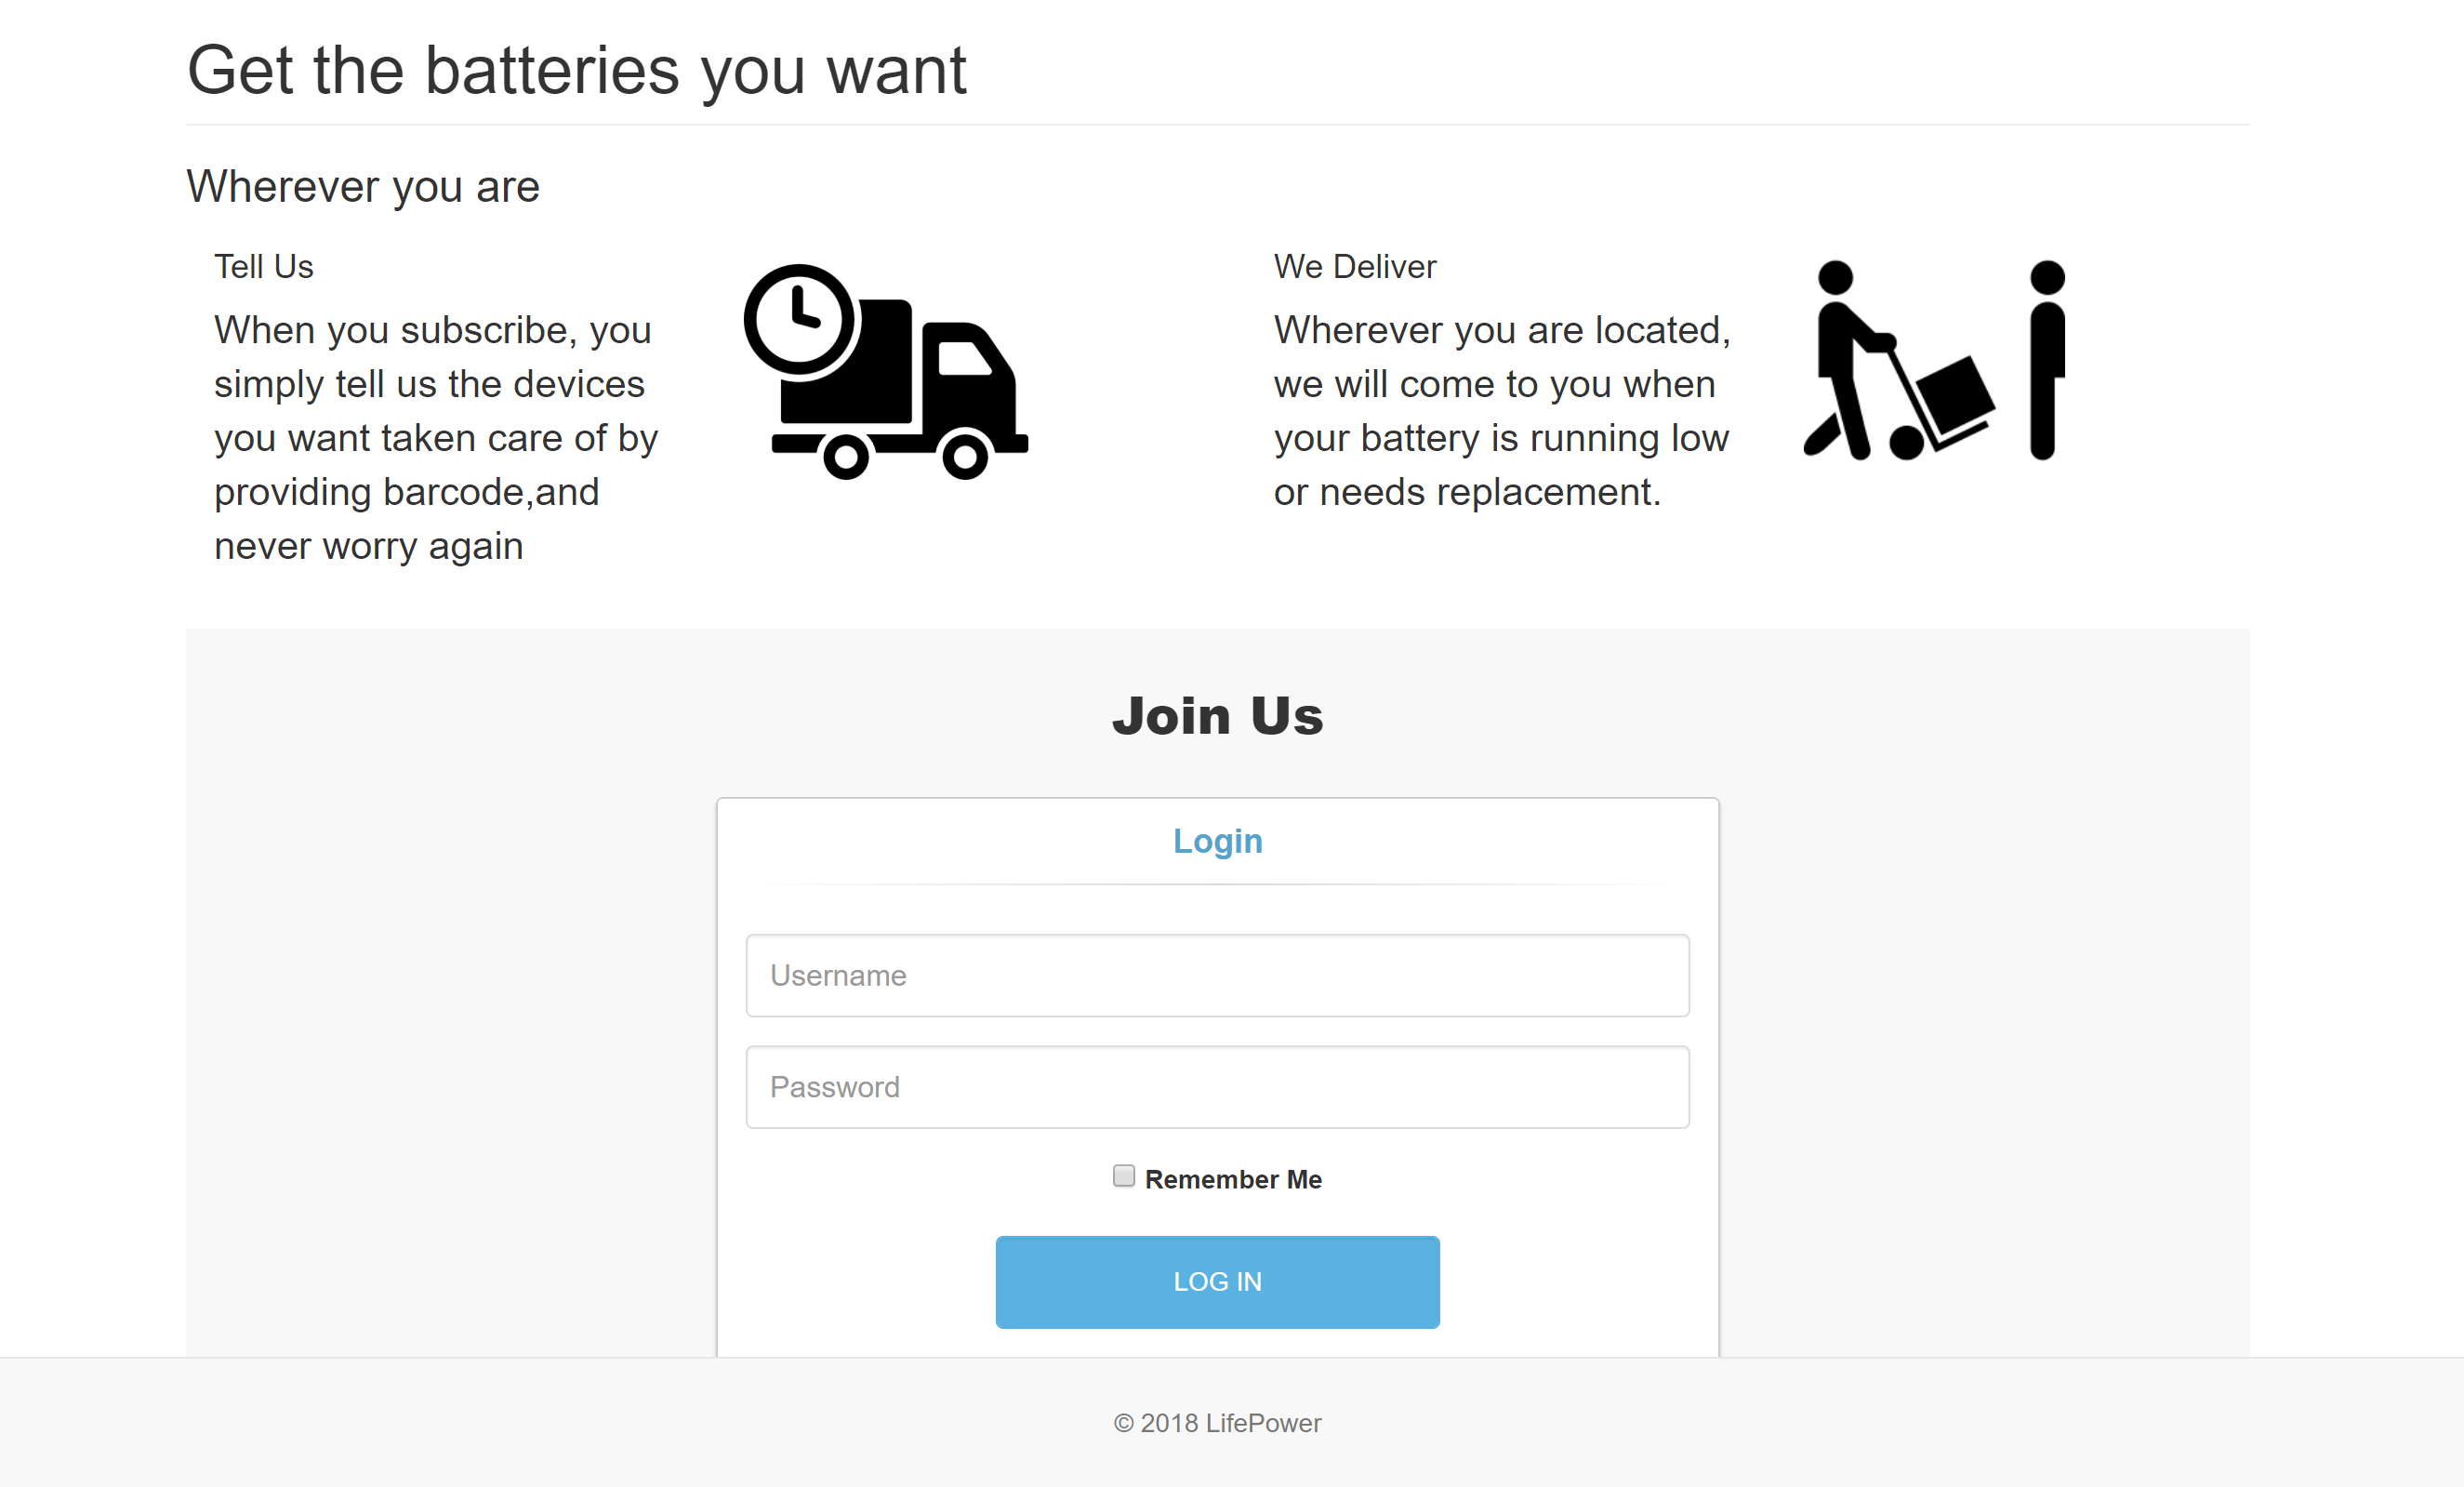 Get the batteries you want
Wherever you are
Tell Us
When you subscribe, you
simply tell us the devices
you want taken care of by
providing barcode,and
never worry again
We Deliver
Wherever you are located,
we will come to you when
your battery is running low
or needs replacement.
Join Us
Login
Username
Password
Remember Me
LOG IN
© 2018 LifePower